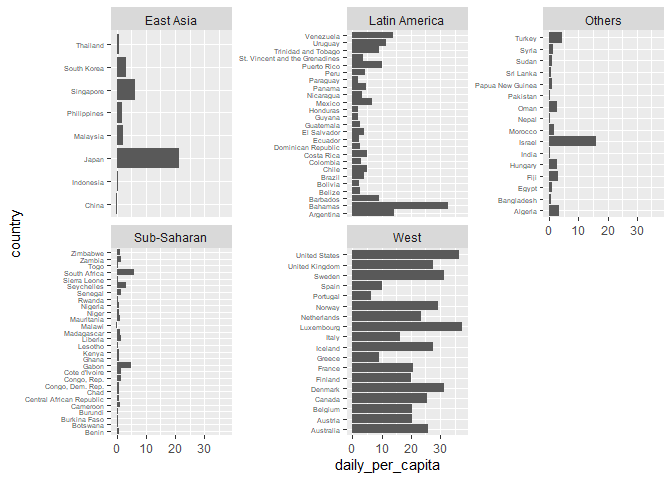 East Asia
Thailand
South Korea
Singapore
Philippines
Malaysia
Japan
Indonesia
China
Latin America
Venezuela
Uruguay
Trinidad and Tobago
St. Vincent and the Grenadines
Puerto Rico
Peru
Paraguay
Panama
Nicaragua
Mexico
Honduras
Guyana
Guatemala
El Salvador
Ecuador
Dominican Republic
Costa Rica
Colombia
Chile
Brazil
Bolivia
Belize
Barbados
Bahamas
Argentina
Others
Turkey
Syria
Sudan
Sri Lanka
Papua New Guinea
Pakistan
Oman
Nepal
Morocco
Israel
India
Hungary
Fiji
Egypt
Bangladesh
Algeria
0 10 20 30
country
Sub-Saharan
Zimbabwe
Zambia
Togo
South Africa
Sierra Leone
Seychelles
Senegal
Rwanda
Nigeria
Niger
Mauritania
Malawi
Madagascar
Liberia
Lesotho
Kenya
Ghana
Gabon
Cote d'Ivoire
Congo, Rep.
Congo, Dem. Rep.
Chad
Central African Republic
Cameroon
Burundi
Burkina Faso
Botswana
Benin
0 10 20 30
West
United States
United Kingdom
Sweden
Spain
Portugal
Norway
Netherlands
Luxembourg
Italy
Iceland
Greece
France
Finland
Denmark
Canada
Belgium
Austria
Australia
0 10 20 30
daily_per_capita